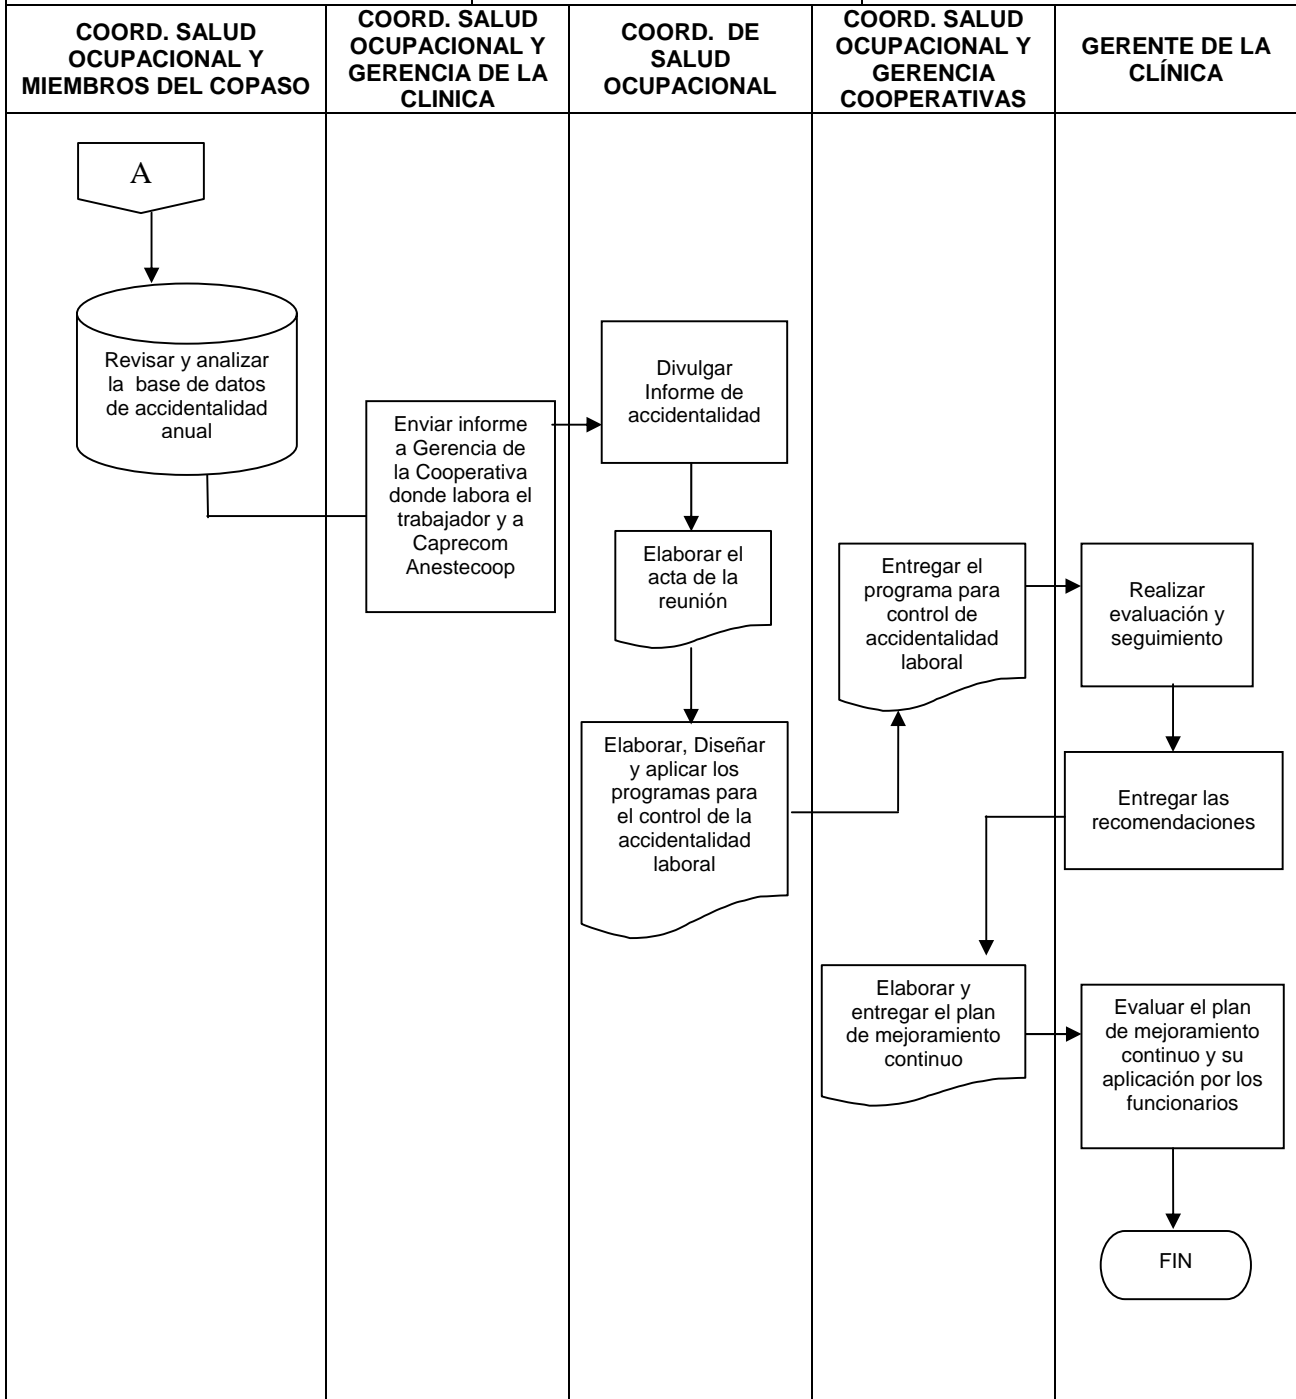 COORD. SALUD
OCUPACIONAL Y
MIEMBROS DEL COPASO
COORD. SALUD
OCUPACIONAL Y
GERENCIA DE LA
CLINICA
COORD. DE
SALUD
OCUPACIONAL
COORD. SALUD
OCUPACIONAL Y
GERENCIA
COOPERATIVAS
GERENTE DE LA
CLÍNICA
A
Revisar y analizar
la base de datos
de accidentalidad
anual
Enviar informe
a Gerencia de
la Cooperativa
donde labora el
trabajador y a
Caprecom
Anestecoop
Divulgar
Informe de
accidentalidad
Elaborar el
acta de la
reunión
Elaborar, Diseñar
y aplicar los
programas para
el control de la
accidentalidad
laboral
Entregar el
programa para
control de
accidentalidad
laboral
Realizar
evaluación y
seguimiento
Entregar las
recomendaciones
Elaborar y
entregar el plan
de mejoramiento
continuo
Evaluar el plan
de mejoramiento
continuo y su
aplicación por los
funcionarios
FIN